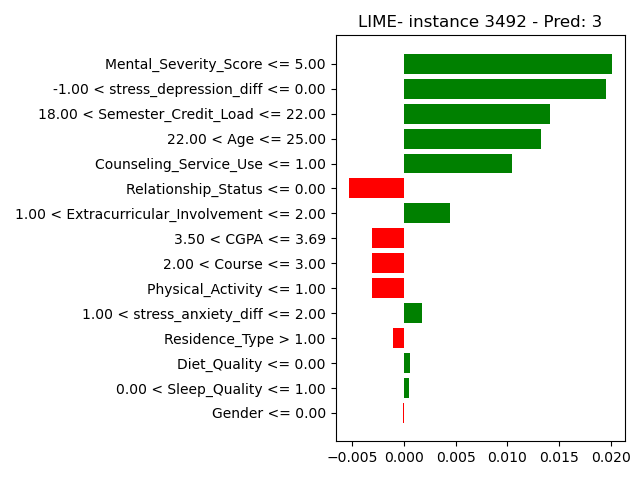 LIME- instance 3492 - Pred: 3
Mental_Severity_Score <= 5.00
-1.00 < stress_depression_diff <= 0.00
18.00 < Semester_Credit_Load <= 22.00
22.00 < Age <= 25.00
Counseling_Service_Use <= 1.00
Relationship_Status <= 0.00
1.00 < Extracurricular_Involvement <= 2.00
3.50 < CGPA <= 3.69
2.00 < Course <= 3.00
Physical_Activity <= 1.00
1.00 < stress_anxiety_diff <= 2.00
Residence_Type > 1.00
Diet_Quality <= 0.00
0.00 < Sleep_Quality <= 1.00
Gender <= 0.00
−0.005 0.000 0.005 0.010 0.015 0.020